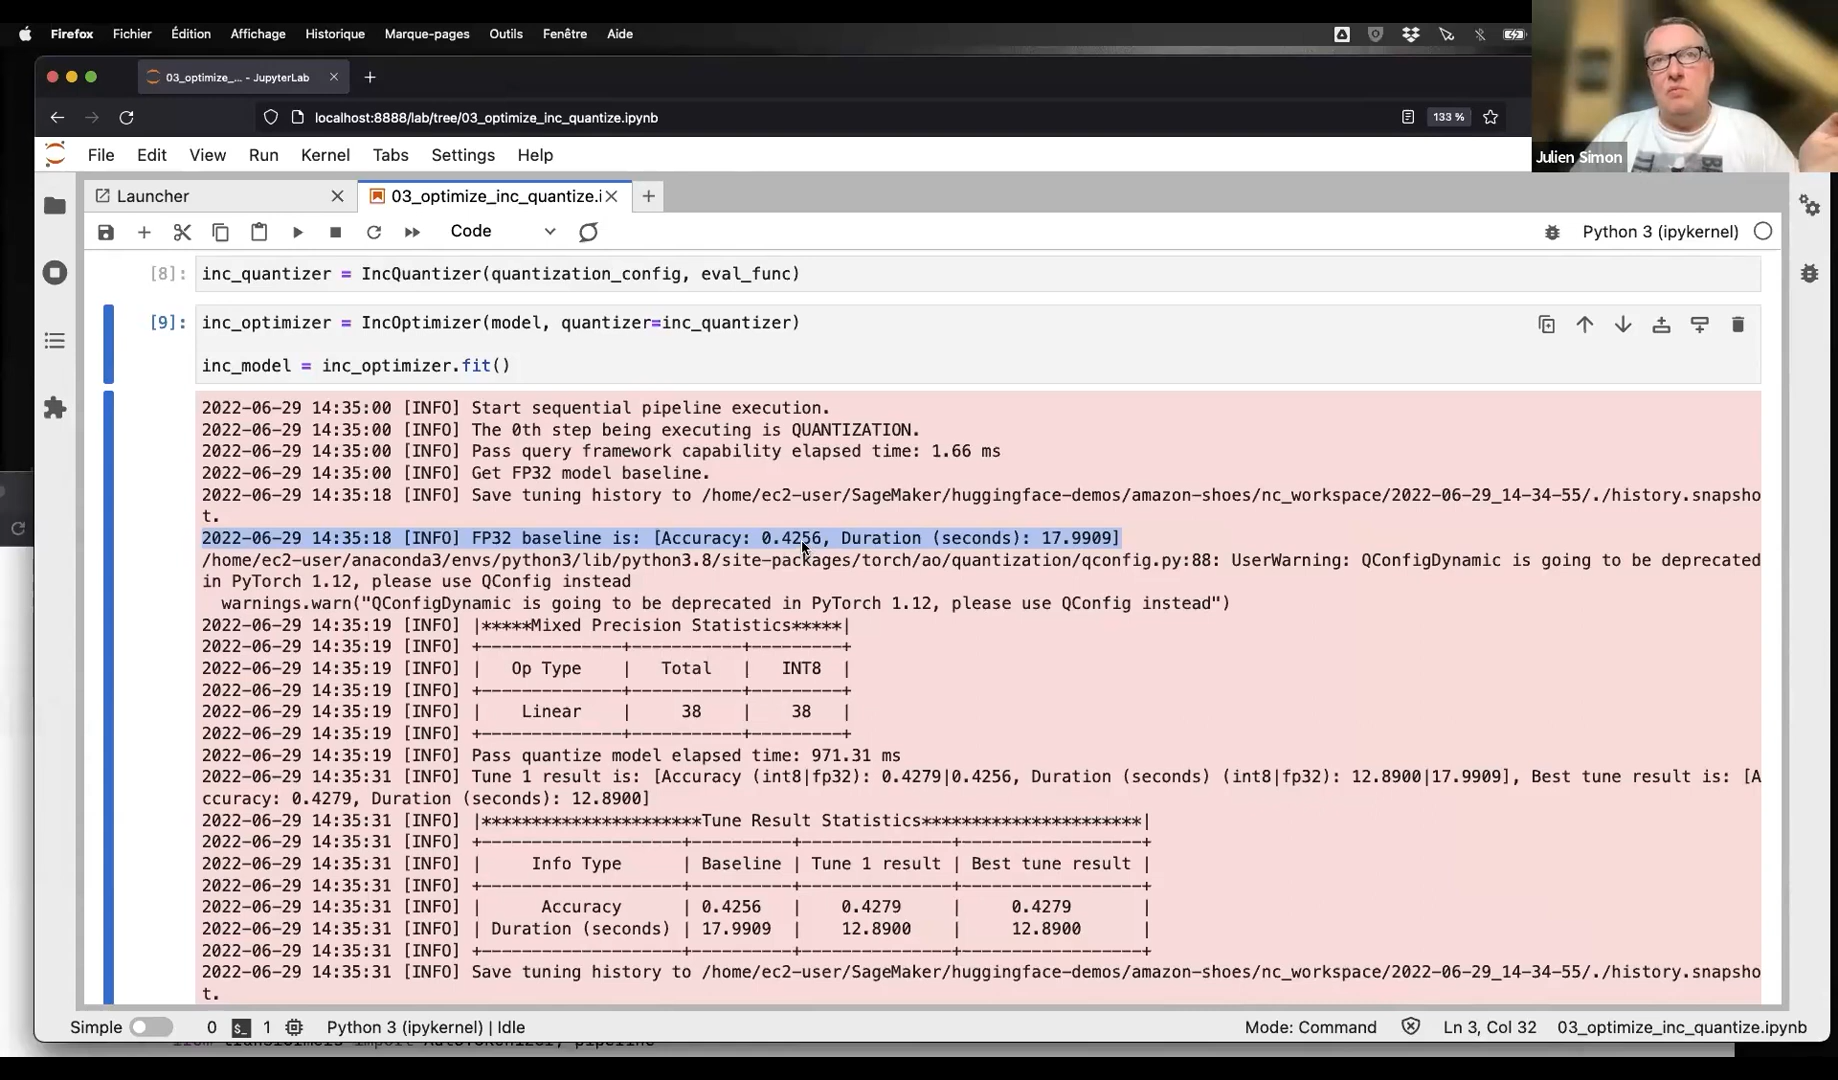 Firefox Fichier Édition Affichage Historique Marque-pages Outils Fenêtre Aide
03_optimize_... - JupyterLab
localhost:8888/lab/tree/03_optimize_inc_quantize.ipynb 133 %
Julien Simon
File Edit View Run Kernel Tabs Settings Help
Launcher 03_optimize_inc_quantize.i
Code Python 3 (ipykernel)
[8]: inc_quantizer = IncQuantizer(quantization_config, eval_func)
[9]: inc_optimizer = IncOptimizer(model, quantizer=inc_quantizer)
inc_model = inc_optimizer.fit()
2022-06-29 14:35:00 [INFO] Start sequential pipeline execution.
2022-06-29 14:35:00 [INFO] The 0th step being executing is QUANTIZATION.
2022-06-29 14:35:00 [INFO] Pass query framework capability elapsed time: 1.66 ms
2022-06-29 14:35:00 [INFO] Get FP32 model baseline.
2022-06-29 14:35:18 [INFO] Save tuning history to /home/ec2-user/SageMaker/huggingface-demos/amazon-shoes/nc_workspace/2022-06-29_14-34-55/./history.snapsho
t.
2022-06-29 14:35:18 [INFO] FP32 baseline is: [Accuracy: 0.4256, Duration (seconds): 17.9909]
/home/ec2-user/anaconda3/envs/python3/lib/python3.8/site-packages/torch/ao/quantization/qconfig.py:88: UserWarning: QConfigDynamic is going to be deprecated
in PyTorch 1.12, please use QConfig instead
warnings.warn("QConfigDynamic is going to be deprecated in PyTorch 1.12, please use QConfig instead")
2022-06-29 14:35:19 [INFO] |*****Mixed Precision Statistics*****|
2022-06-29 14:35:19 [INFO] +---------------+-----------+---------+
2022-06-29 14:35:19 [INFO] |    Op Type    |   Total   |   INT8  |
2022-06-29 14:35:19 [INFO] +---------------+-----------+---------+
2022-06-29 14:35:19 [INFO] |     Linear    |     38    |    38   |
2022-06-29 14:35:19 [INFO] +---------------+-----------+---------+
2022-06-29 14:35:19 [INFO] Pass quantize model elapsed time: 971.31 ms
2022-06-29 14:35:31 [INFO] Tune 1 result is: [Accuracy (int8|fp32): 0.4279|0.4256, Duration (seconds) (int8|fp32): 12.8900|17.9909], Best tune result is: [A
ccuracy: 0.4279, Duration (seconds): 12.8900]
2022-06-29 14:35:31 [INFO] |**********************Tune Result Statistics**********************|
2022-06-29 14:35:31 [INFO] +--------------------+----------+---------------+------------------+
2022-06-29 14:35:31 [INFO] |     Info Type      | Baseline | Tune 1 result | Best tune result |
2022-06-29 14:35:31 [INFO] +--------------------+----------+---------------+------------------+
2022-06-29 14:35:31 [INFO] |      Accuracy      | 0.4256   |    0.4279     |     0.4279       |
2022-06-29 14:35:31 [INFO] | Duration (seconds) | 17.9909  |    12.8900    |     12.8900      |
2022-06-29 14:35:31 [INFO] +--------------------+----------+---------------+------------------+
2022-06-29 14:35:31 [INFO] Save tuning history to /home/ec2-user/SageMaker/huggingface-demos/amazon-shoes/nc_workspace/2022-06-29_14-34-55/./history.snapsho
t.
Simple 0 1 Python 3 (ipykernel) | Idle Mode: Command Ln 3, Col 32 03_optimize_inc_quantize.ipynb